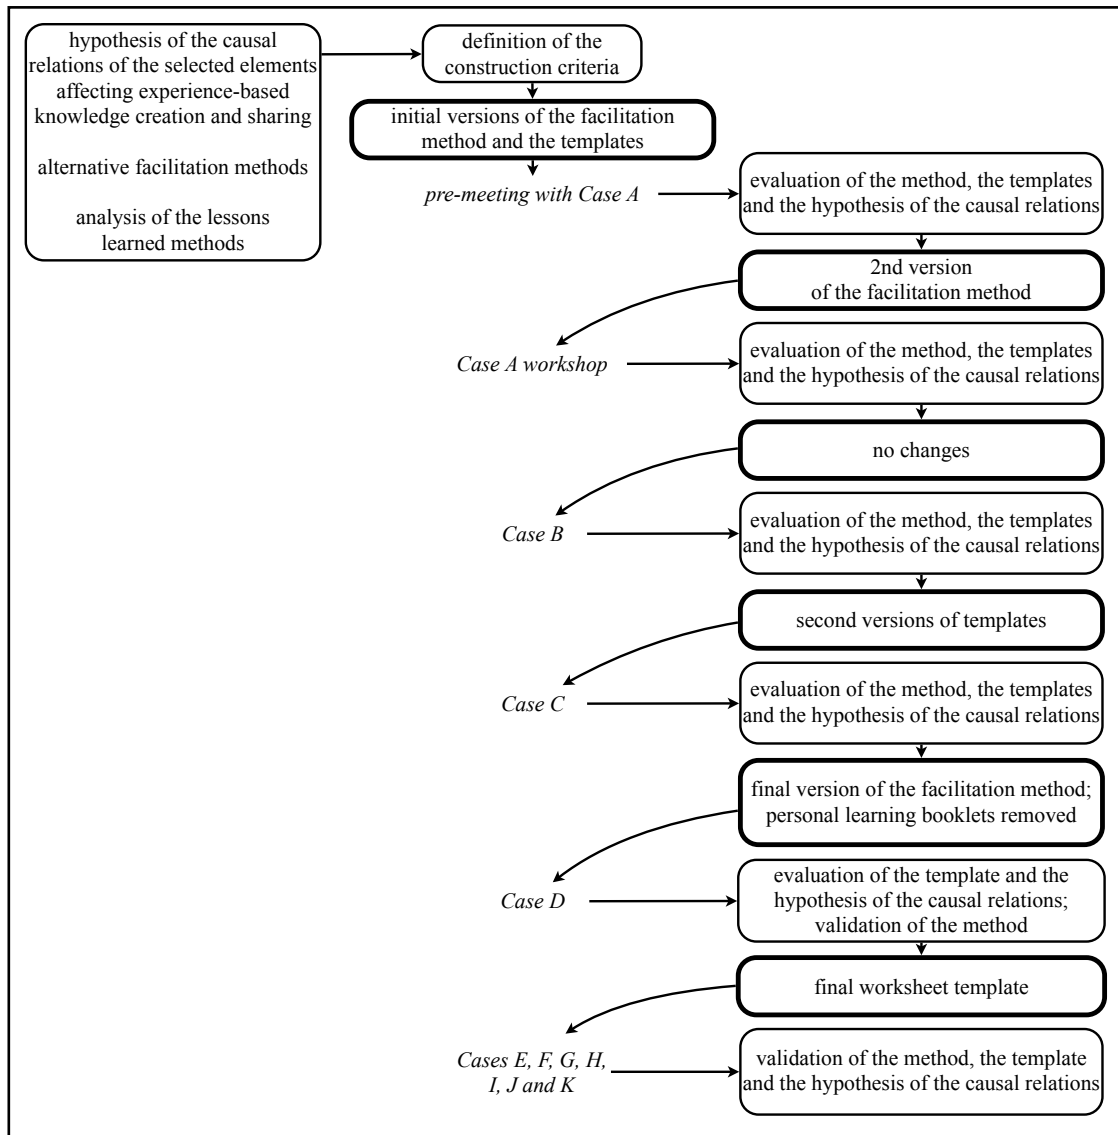 hypothesis of the causal
relations of the selected elements
affecting experience-based
knowledge creation and sharing
alternative facilitation methods
analysis of the lessons
learned methods
definition of the
construction criteria
initial versions of the facilitation
method and the templates
pre-meeting with Case A
evaluation of the method, the templates
and the hypothesis of the causal relations
2nd version
of the facilitation method
Case A workshop
evaluation of the method, the templates
and the hypothesis of the causal relations
no changes
Case B
evaluation of the method, the templates
and the hypothesis of the causal relations
second versions of templates
Case C
evaluation of the method, the templates
and the hypothesis of the causal relations
final version of the facilitation method;
personal learning booklets removed
Case D
evaluation of the template and the
hypothesis of the causal relations;
validation of the method
final worksheet template
Cases E, F, G, H,
I, J and K
validation of the method, the template
and the hypothesis of the causal relations